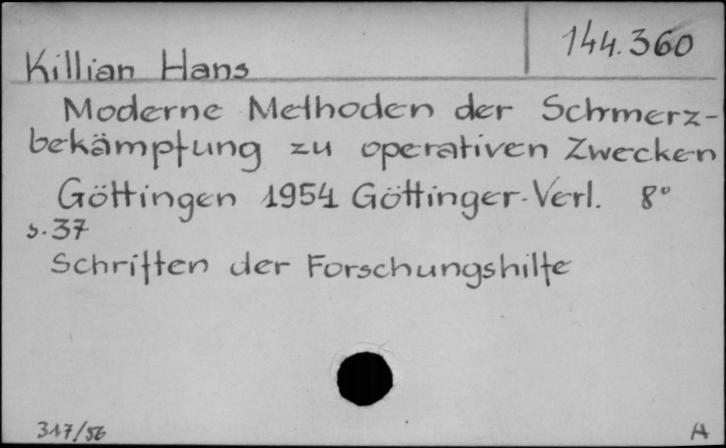 144.360
Killian Hans
Moderne Methoden der Schmerz-
bekämpfung zu operativen Zwecken
Göttingen 1954 Göttinger-Verl. 8°
s. 37
Schriften der Forschungshilfe
317/56 A